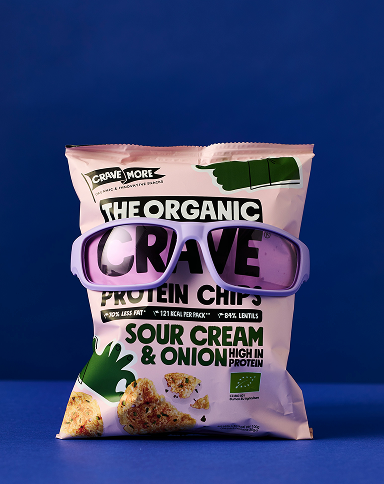 CRAVE MORE
ORGANIC & INNOVATIVE SNACKS
THE ORGANIC
CRAVE
PROTEIN CHIPS
70% LESS FAT* 121 KCAL PER PACK** 84% LENTILS
SOUR CREAM
& ONION HIGH IN
PROTEIN